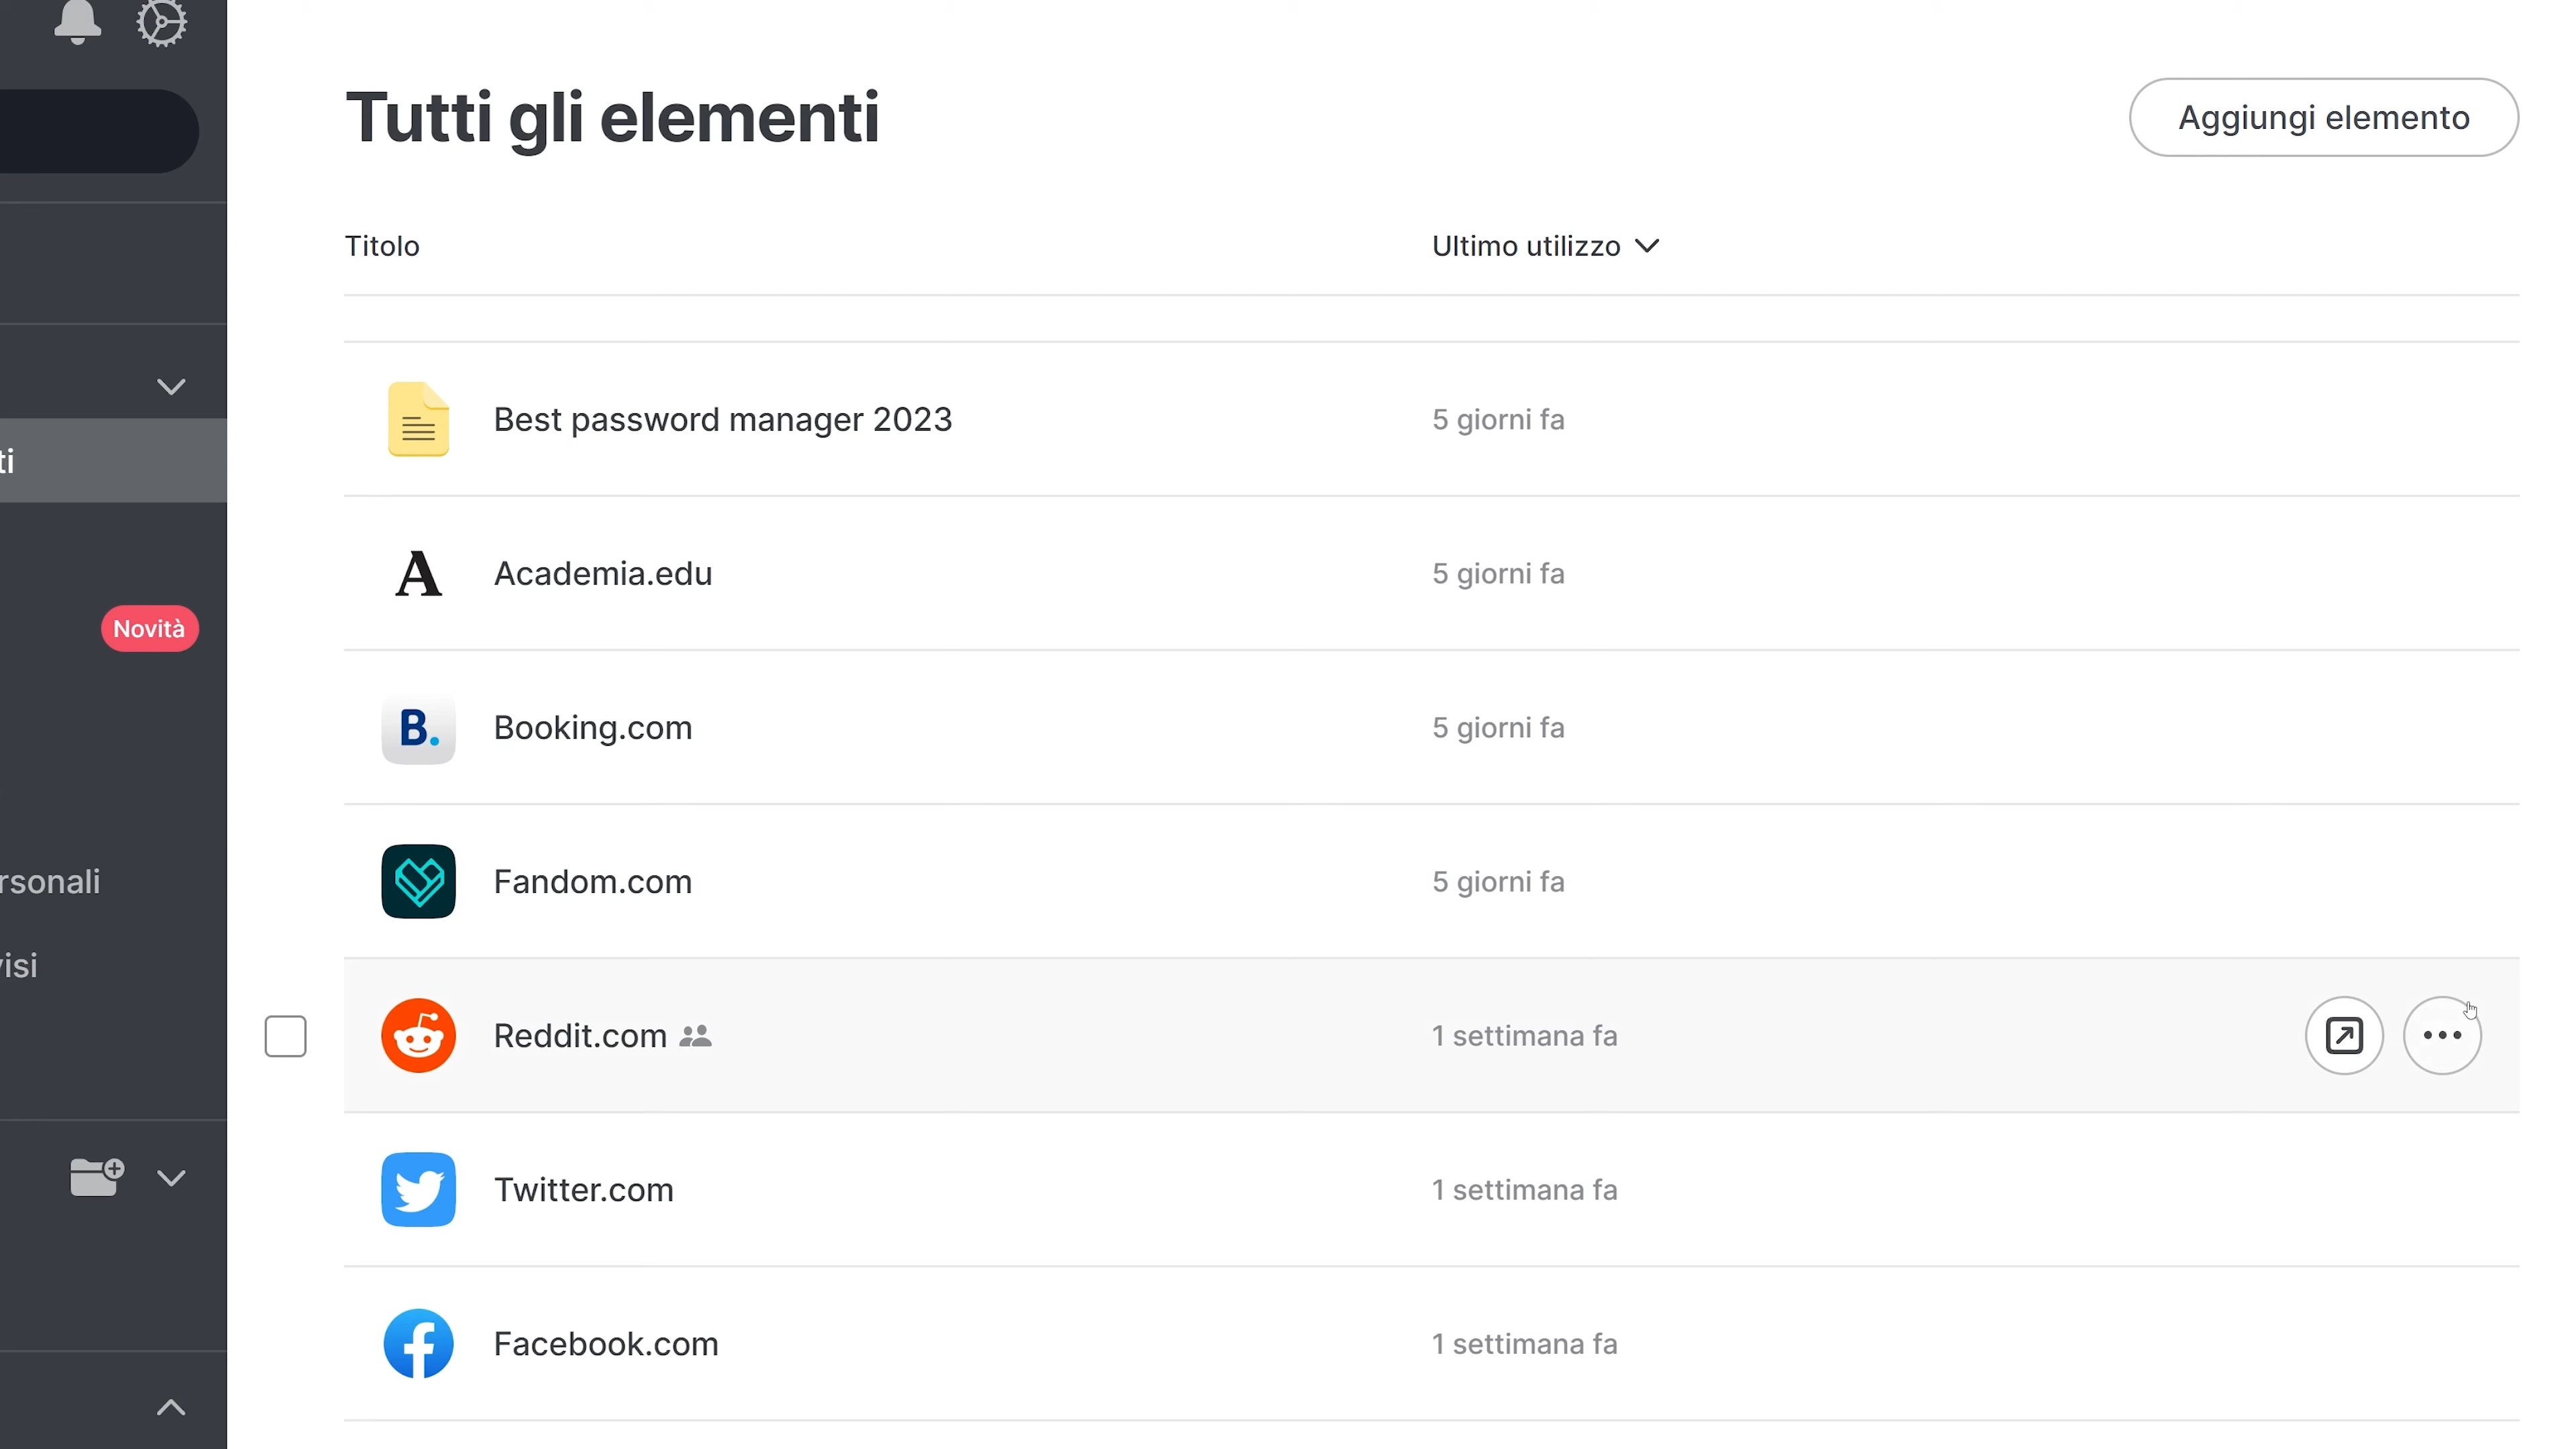 Tutti gli elementi
Aggiungi elemento
Titolo
Ultimo utilizzo
Best password manager 2023
5 giorni fa
ti
Academia.edu
5 giorni fa
Novità
B.
Booking.com
5 giorni fa
rsonali
Fandom.com
5 giorni fa
visi
Reddit.com
1 settimana fa
Twitter.com
1 settimana fa
Facebook.com
1 settimana fa